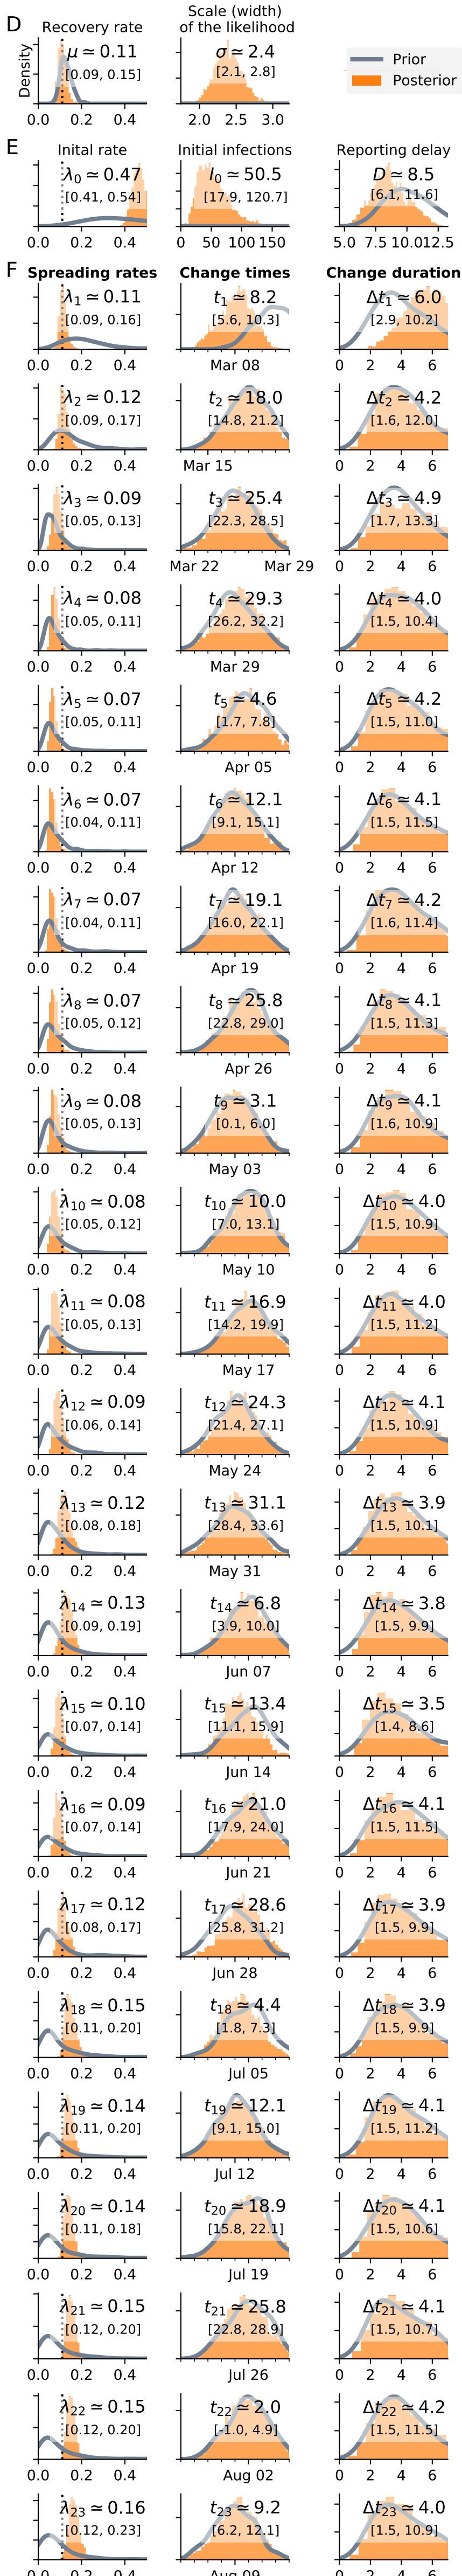 D
Recovery rate
Scale (width)
of the likelihood
Density
μ ≃ 0.11
[0.09, 0.15]
σ ≃ 2.4
[2.1, 2.8]
Prior
Posterior
0.0 0.2 0.4
2.0 2.5 3.0
E
Inital rate
Initial infections
Reporting delay
λ0 ≃ 0.47
[0.41, 0.54]
I0 ≃ 50.5
[17.9, 120.7]
D ≃ 8.5
[6.1, 11.6]
0.0 0.2 0.4
0 50 100 150
5.0 7.5 10.0 12.5
F
Spreading rates
Change times
Change duration
λ1 ≃ 0.11
[0.09, 0.16]
t1 ≃ 8.2
[5.6, 10.3]
Δt1 ≃ 6.0
[2.9, 10.2]
0.0 0.2 0.4
Mar 08
0 2 4 6
λ2 ≃ 0.12
[0.09, 0.17]
t2 ≃ 18.0
[14.8, 21.2]
Δt2 ≃ 4.2
[1.6, 12.0]
0.0 0.2 0.4
Mar 15
0 2 4 6
λ3 ≃ 0.09
[0.05, 0.13]
t3 ≃ 25.4
[22.3, 28.5]
Δt3 ≃ 4.9
[1.7, 13.3]
0.0 0.2 0.4
Mar 22 Mar 29
0 2 4 6
λ4 ≃ 0.08
[0.05, 0.11]
t4 ≃ 29.3
[26.2, 32.2]
Δt4 ≃ 4.0
[1.5, 10.4]
0.0 0.2 0.4
Mar 29
0 2 4 6
λ5 ≃ 0.07
[0.05, 0.11]
t5 ≃ 4.6
[1.7, 7.8]
Δt5 ≃ 4.2
[1.5, 11.0]
0.0 0.2 0.4
Apr 05
0 2 4 6
λ6 ≃ 0.07
[0.04, 0.11]
t6 ≃ 12.1
[9.1, 15.1]
Δt6 ≃ 4.1
[1.5, 11.5]
0.0 0.2 0.4
Apr 12
0 2 4 6
λ7 ≃ 0.07
[0.04, 0.11]
t7 ≃ 19.1
[16.0, 22.1]
Δt7 ≃ 4.2
[1.6, 11.4]
0.0 0.2 0.4
Apr 19
0 2 4 6
λ8 ≃ 0.07
[0.05, 0.12]
t8 ≃ 25.8
[22.8, 29.0]
Δt8 ≃ 4.1
[1.5, 11.3]
0.0 0.2 0.4
Apr 26
0 2 4 6
λ9 ≃ 0.08
[0.05, 0.13]
t9 ≃ 3.1
[0.1, 6.0]
Δt9 ≃ 4.1
[1.6, 10.9]
0.0 0.2 0.4
May 03
0 2 4 6
λ10 ≃ 0.08
[0.05, 0.12]
t10 ≃ 10.0
[7.0, 13.1]
Δt10 ≃ 4.0
[1.5, 10.9]
0.0 0.2 0.4
May 10
0 2 4 6
λ11 ≃ 0.08
[0.05, 0.13]
t11 ≃ 16.9
[14.2, 19.9]
Δt11 ≃ 4.0
[1.5, 11.2]
0.0 0.2 0.4
May 17
0 2 4 6
λ12 ≃ 0.09
[0.06, 0.14]
t12 ≃ 24.3
[21.4, 27.1]
Δt12 ≃ 4.1
[1.5, 10.9]
0.0 0.2 0.4
May 24
0 2 4 6
λ13 ≃ 0.12
[0.08, 0.18]
t13 ≃ 31.1
[28.4, 33.6]
Δt13 ≃ 3.9
[1.5, 10.1]
0.0 0.2 0.4
May 31
0 2 4 6
λ14 ≃ 0.13
[0.09, 0.19]
t14 ≃ 6.8
[3.9, 10.0]
Δt14 ≃ 3.8
[1.5, 9.9]
0.0 0.2 0.4
Jun 07
0 2 4 6
λ15 ≃ 0.10
[0.07, 0.14]
t15 ≃ 13.4
[11.1, 15.9]
Δt15 ≃ 3.5
[1.4, 8.6]
0.0 0.2 0.4
Jun 14
0 2 4 6
λ16 ≃ 0.09
[0.07, 0.14]
t16 ≃ 21.0
[17.9, 24.0]
Δt16 ≃ 4.1
[1.5, 11.5]
0.0 0.2 0.4
Jun 21
0 2 4 6
λ17 ≃ 0.12
[0.08, 0.17]
t17 ≃ 28.6
[25.8, 31.2]
Δt17 ≃ 3.9
[1.5, 9.9]
0.0 0.2 0.4
Jun 28
0 2 4 6
λ18 ≃ 0.15
[0.11, 0.20]
t18 ≃ 4.4
[1.8, 7.3]
Δt18 ≃ 3.9
[1.5, 9.9]
0.0 0.2 0.4
Jul 05
0 2 4 6
λ19 ≃ 0.14
[0.11, 0.20]
t19 ≃ 12.1
[9.1, 15.0]
Δt19 ≃ 4.1
[1.5, 11.2]
0.0 0.2 0.4
Jul 12
0 2 4 6
λ20 ≃ 0.14
[0.11, 0.18]
t20 ≃ 18.9
[15.8, 22.1]
Δt20 ≃ 4.1
[1.5, 10.6]
0.0 0.2 0.4
Jul 19
0 2 4 6
λ21 ≃ 0.15
[0.12, 0.20]
t21 ≃ 25.8
[22.8, 28.9]
Δt21 ≃ 4.1
[1.5, 10.7]
0.0 0.2 0.4
Jul 26
0 2 4 6
λ22 ≃ 0.15
[0.12, 0.20]
t22 ≃ 2.0
[-1.0, 4.9]
Δt22 ≃ 4.2
[1.5, 11.5]
0.0 0.2 0.4
Aug 02
0 2 4 6
λ23 ≃ 0.16
[0.12, 0.23]
t23 ≃ 9.2
[6.2, 12.1]
Δt23 ≃ 4.0
[1.5, 10.9]
0.0 0.2 0.4
Aug 09
0 2 4 6